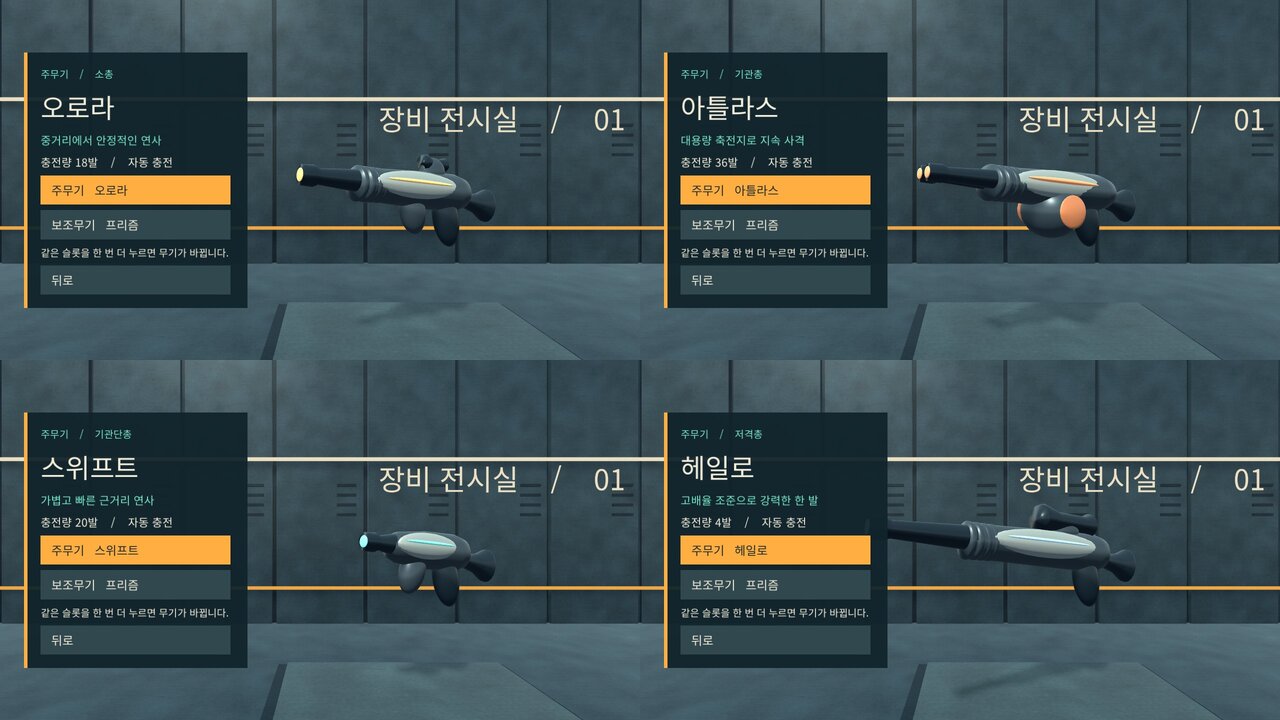 주무기 / 소총
오로라
중거리에서 안정적인 연사
충전량 18발 / 자동 충전
주무기 오로라
보조무기 프리즘
같은 슬롯을 한 번 더 누르면 무기가 바뀝니다.
뒤로
장비 전시실 / 01
주무기 / 기관총
아틀라스
대용량 축전지로 지속 사격
충전량 36발 / 자동 충전
주무기 아틀라스
보조무기 프리즘
같은 슬롯을 한 번 더 누르면 무기가 바뀝니다.
뒤로
장비 전시실 / 01
주무기 / 기관단총
스위프트
가볍고 빠른 근거리 연사
충전량 20발 / 자동 충전
주무기 스위프트
보조무기 프리즘
같은 슬롯을 한 번 더 누르면 무기가 바뀝니다.
뒤로
장비 전시실 / 01
주무기 / 저격총
헤일로
고배율 조준으로 강력한 한 발
충전량 4발 / 자동 충전
주무기 헤일로
보조무기 프리즘
같은 슬롯을 한 번 더 누르면 무기가 바뀝니다.
뒤로
장비 전시실 / 01